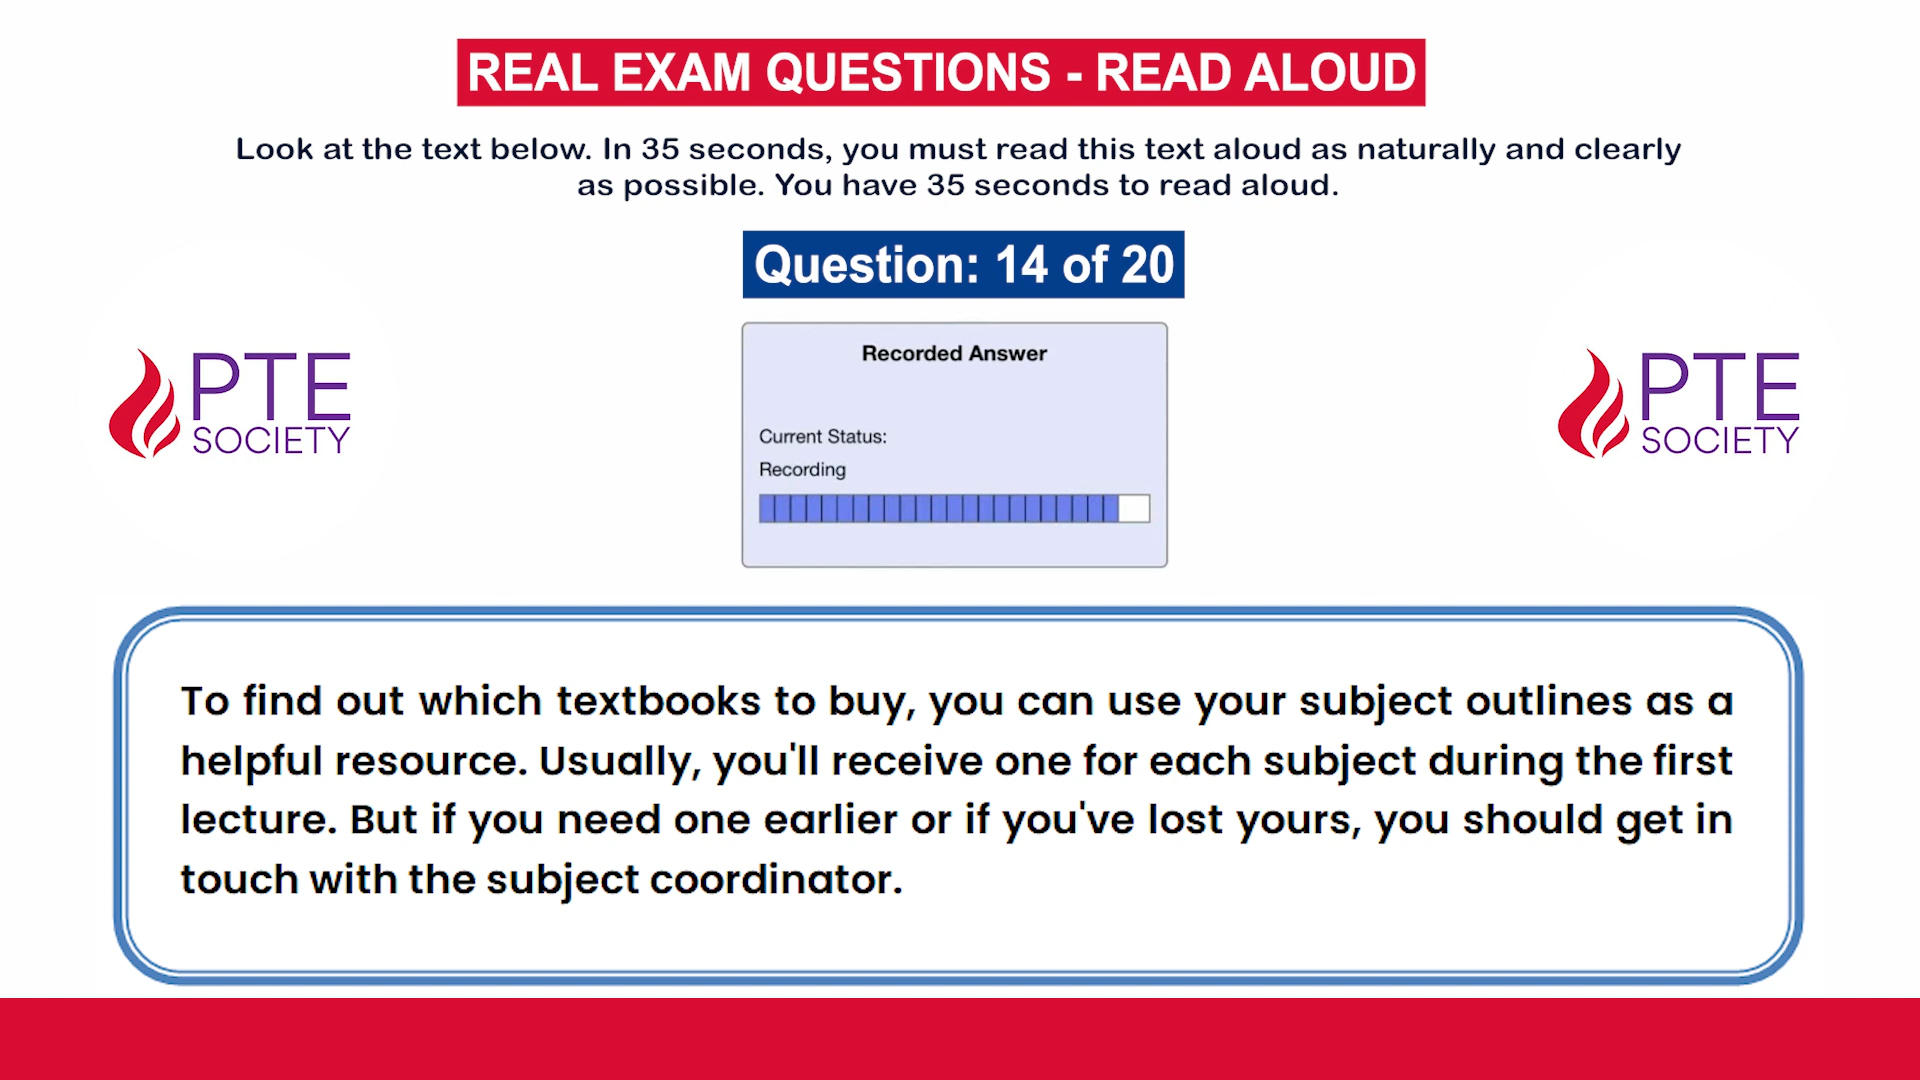 REAL EXAM QUESTIONS - READ ALOUD
Look at the text below. In 35 seconds, you must read this text aloud as naturally and clearly
as possible. You have 35 seconds to read aloud.
Question: 14 of 20
PTE
SOCIETY
Recorded Answer
Current Status:
Recording
PTE
SOCIETY
To find out which textbooks to buy, you can use your subject outlines as a
helpful resource. Usually, you'll receive one for each subject during the first
lecture. But if you need one earlier or if you've lost yours, you should get in
touch with the subject coordinator.